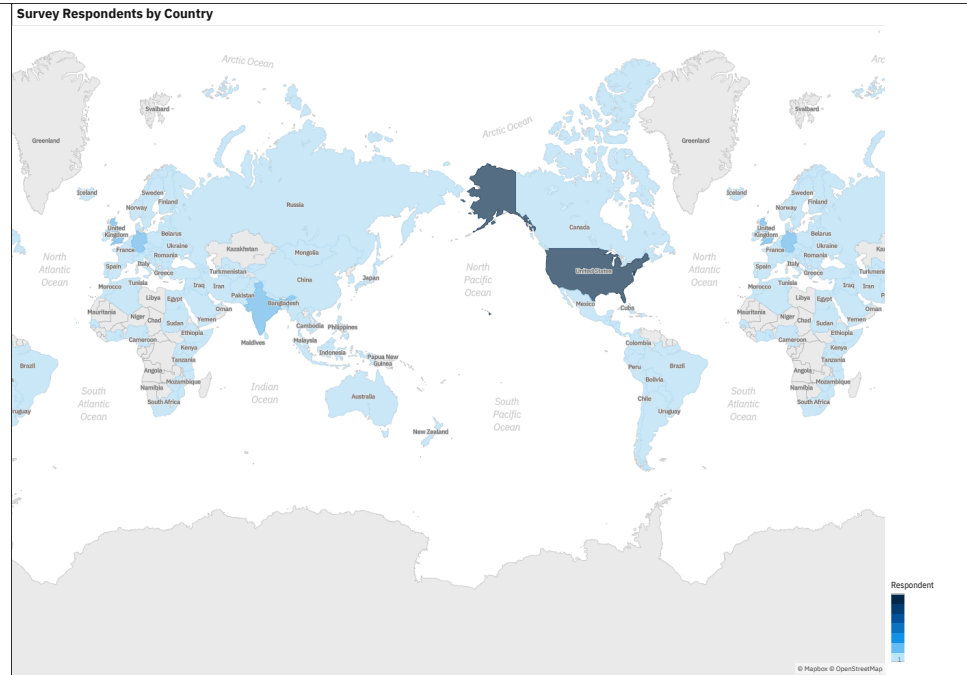 Survey Respondents by Country
Arctic Ocean
Arc
Svalbard
Svalbard
Greenland
Greenland
Arctic Ocean
Iceland
Sweden
Finland
Norway
Russia
Iceland
Sweden
Finland
Norway
United
Kingdom
Belarus
Canada
United
Kingdom
Belarus
France
Ukraine
Romania
Kazakhstan
Mongolia
France
Ukraine
Romania
Ka
North
Atlantic
Ocean
Italy
Spain
Greece
Turkmenistan
China
Japan
North
Pacific
Ocean
United States
North
Atlantic
Ocean
Italy
Spain
Greece
Turkmeni
Morocco
Tunisia
Iraq
Iran
Pakistan
Bangladesh
Mexico
Cuba
Morocco
Tunisia
Iraq
Iran
P
Libya
Egypt
Oman
Mauritania
Niger
Chad
Sudan
Yemen
Ethiopia
Cambodia
Philippines
Libya
Egypt
Oman
Mauritania
Niger
Chad
Sudan
Yemen
Ethiopia
Cameroon
Kenya
Maldives
Malaysia
Colombia
Cameroon
Kenya
Brazil
Tanzania
Indonesia
Papua New
Guinea
Peru
Brazil
Tanzania
Angola
Mozambique
Namibia
Bolivia
Angola
Mozambique
Namibia
South
Atlantic
Ocean
South Africa
Indian
Ocean
Australia
South
Pacific
Ocean
Chile
South
Atlantic
Ocean
South Africa
ruguay
Uruguay
New Zealand
Respondent
1
© Mapbox © OpenStreetMap